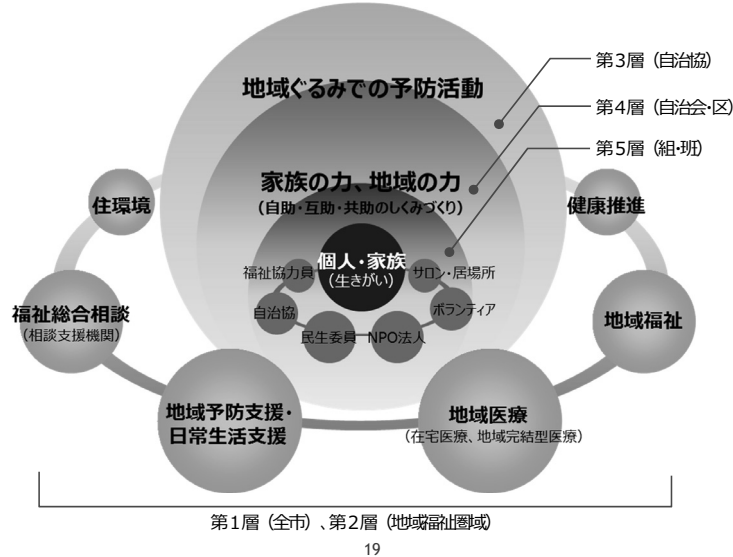 地域ぐるみでの予防活動
第3層（自治協）
第4層（自治会・区）
第5層（組・班）
家族の力、地域の力
（自助・互助・共助のしくみづくり）
住環境
健康推進
個人・家族
（生きがい）
福祉協力員
サロン・居場所
自治協
ボランティア
民生委員
NPO法人
福祉総合相談
（相談支援機関）
地域福祉
地域予防支援・
日常生活支援
地域医療
（在宅医療、地域完結型医療）
第1層（全市）、第2層（地域福祉圏域）
19